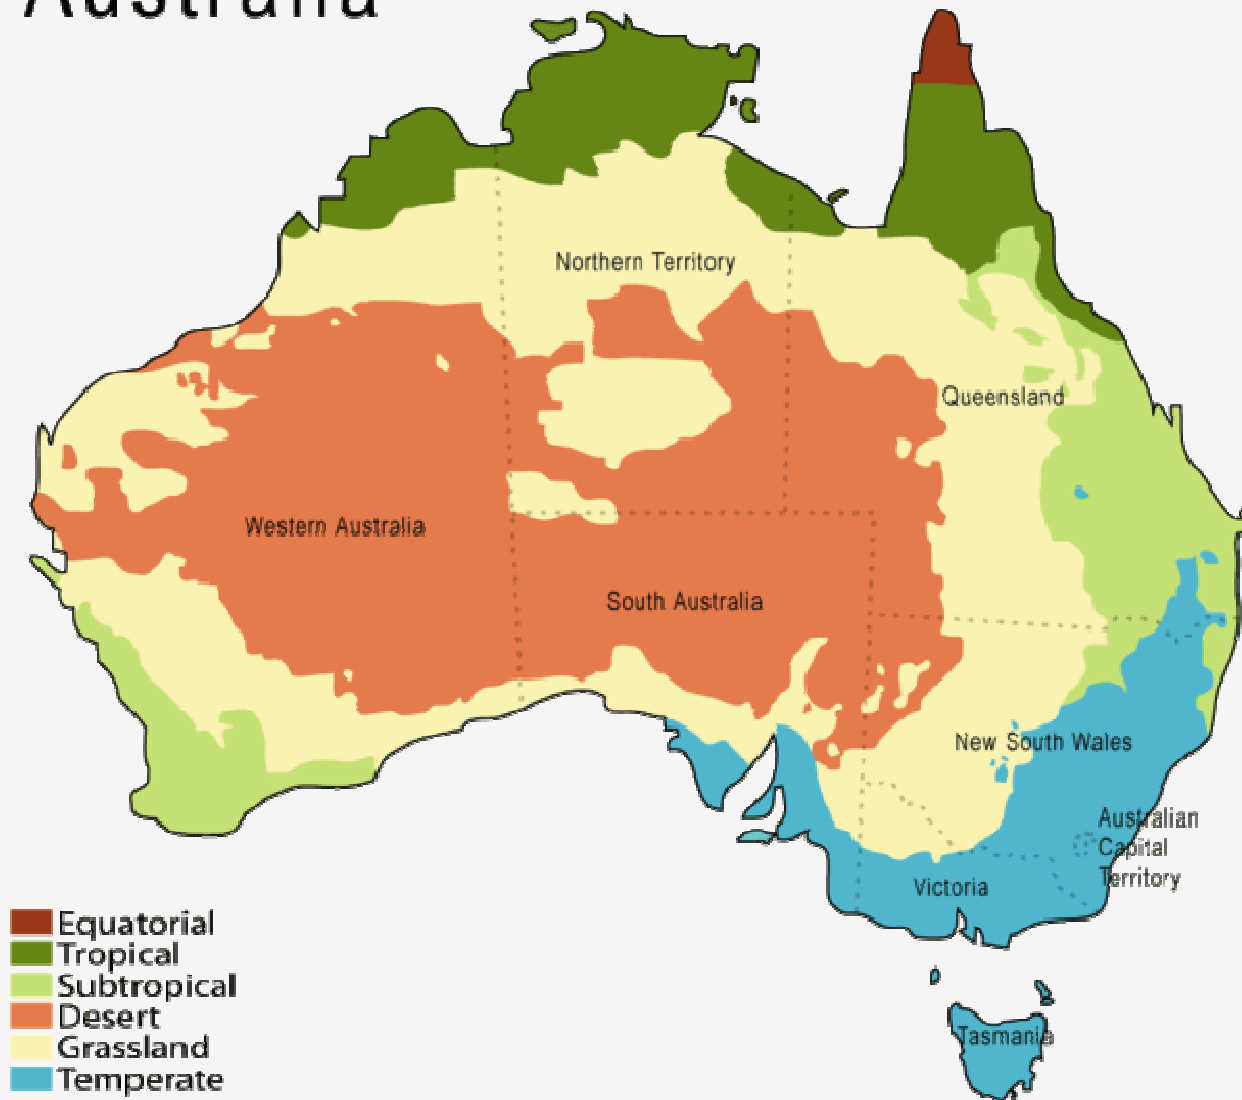 Australia
Northern Territory
Queensland
Western Australia
South Australia
New South Wales
Australian
Capital
Territory
Victoria
Tasmania
Equatorial
Tropical
Subtropical
Desert
Grassland
Temperate